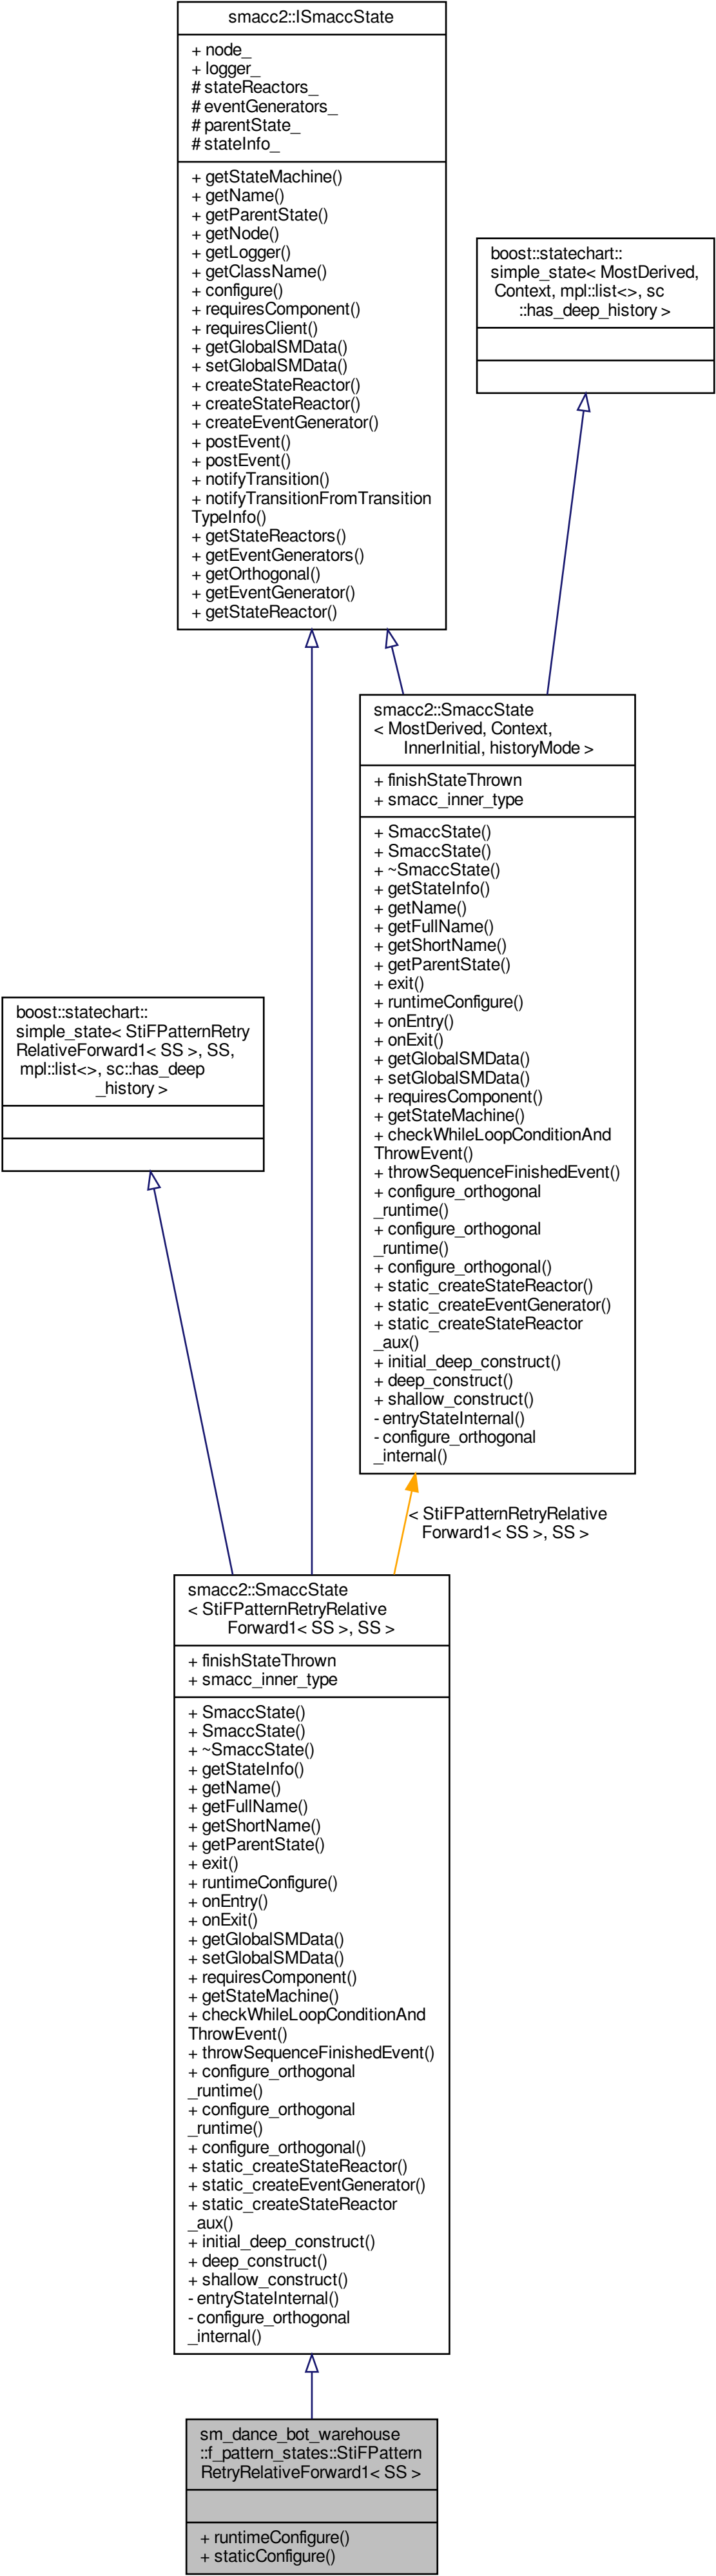 smacc2::ISmaccState
+ node_
+ logger_
# stateReactors_
# eventGenerators_
# parentState_
# stateInfo_
+ getStateMachine()
+ getName()
+ getParentState()
+ getNode()
+ getLogger()
+ getClassName()
+ configure()
+ requiresComponent()
+ requiresClient()
+ getGlobalSMData()
+ setGlobalSMData()
+ createStateReactor()
+ createStateReactor()
+ createEventGenerator()
+ postEvent()
+ postEvent()
+ notifyTransition()
+ notifyTransitionFromTransition
TypeInfo()
+ getStateReactors()
+ getEventGenerators()
+ getOrthogonal()
+ getEventGenerator()
+ getStateReactor()
boost::statechart::
simple_state< MostDerived,
Context, mpl::list<>, sc
::has_deep_history >
smacc2::SmaccState
< MostDerived, Context,
InnerInitial, historyMode >
+ finishStateThrown
+ smacc_inner_type
+ SmaccState()
+ SmaccState()
+ ~SmaccState()
+ getStateInfo()
+ getName()
+ getFullName()
+ getShortName()
+ getParentState()
+ exit()
+ runtimeConfigure()
+ onEntry()
+ onExit()
+ getGlobalSMData()
+ setGlobalSMData()
+ requiresComponent()
+ getStateMachine()
+ checkWhileLoopConditionAnd
ThrowEvent()
+ throwSequenceFinishedEvent()
+ configure_orthogonal
_runtime()
+ configure_orthogonal
_runtime()
+ configure_orthogonal()
+ static_createStateReactor()
+ static_createEventGenerator()
+ static_createStateReactor
_aux()
+ initial_deep_construct()
+ deep_construct()
+ shallow_construct()
- entryStateInternal()
- configure_orthogonal
_internal()
boost::statechart::
simple_state< StiFPatternRetry
RelativeForward1< SS >, SS,
mpl::list<>, sc::has_deep
_history >
< StiFPatternRetryRelative
Forward1< SS >, SS >
smacc2::SmaccState
< StiFPatternRetryRelative
Forward1< SS >, SS >
+ finishStateThrown
+ smacc_inner_type
+ SmaccState()
+ SmaccState()
+ ~SmaccState()
+ getStateInfo()
+ getName()
+ getFullName()
+ getShortName()
+ getParentState()
+ exit()
+ runtimeConfigure()
+ onEntry()
+ onExit()
+ getGlobalSMData()
+ setGlobalSMData()
+ requiresComponent()
+ getStateMachine()
+ checkWhileLoopConditionAnd
ThrowEvent()
+ throwSequenceFinishedEvent()
+ configure_orthogonal
_runtime()
+ configure_orthogonal
_runtime()
+ configure_orthogonal()
+ static_createStateReactor()
+ static_createEventGenerator()
+ static_createStateReactor
_aux()
+ initial_deep_construct()
+ deep_construct()
+ shallow_construct()
- entryStateInternal()
- configure_orthogonal
_internal()
sm_dance_bot_warehouse
::f_pattern_states::StiFPattern
RetryRelativeForward1< SS >
+ runtimeConfigure()
+ staticConfigure()